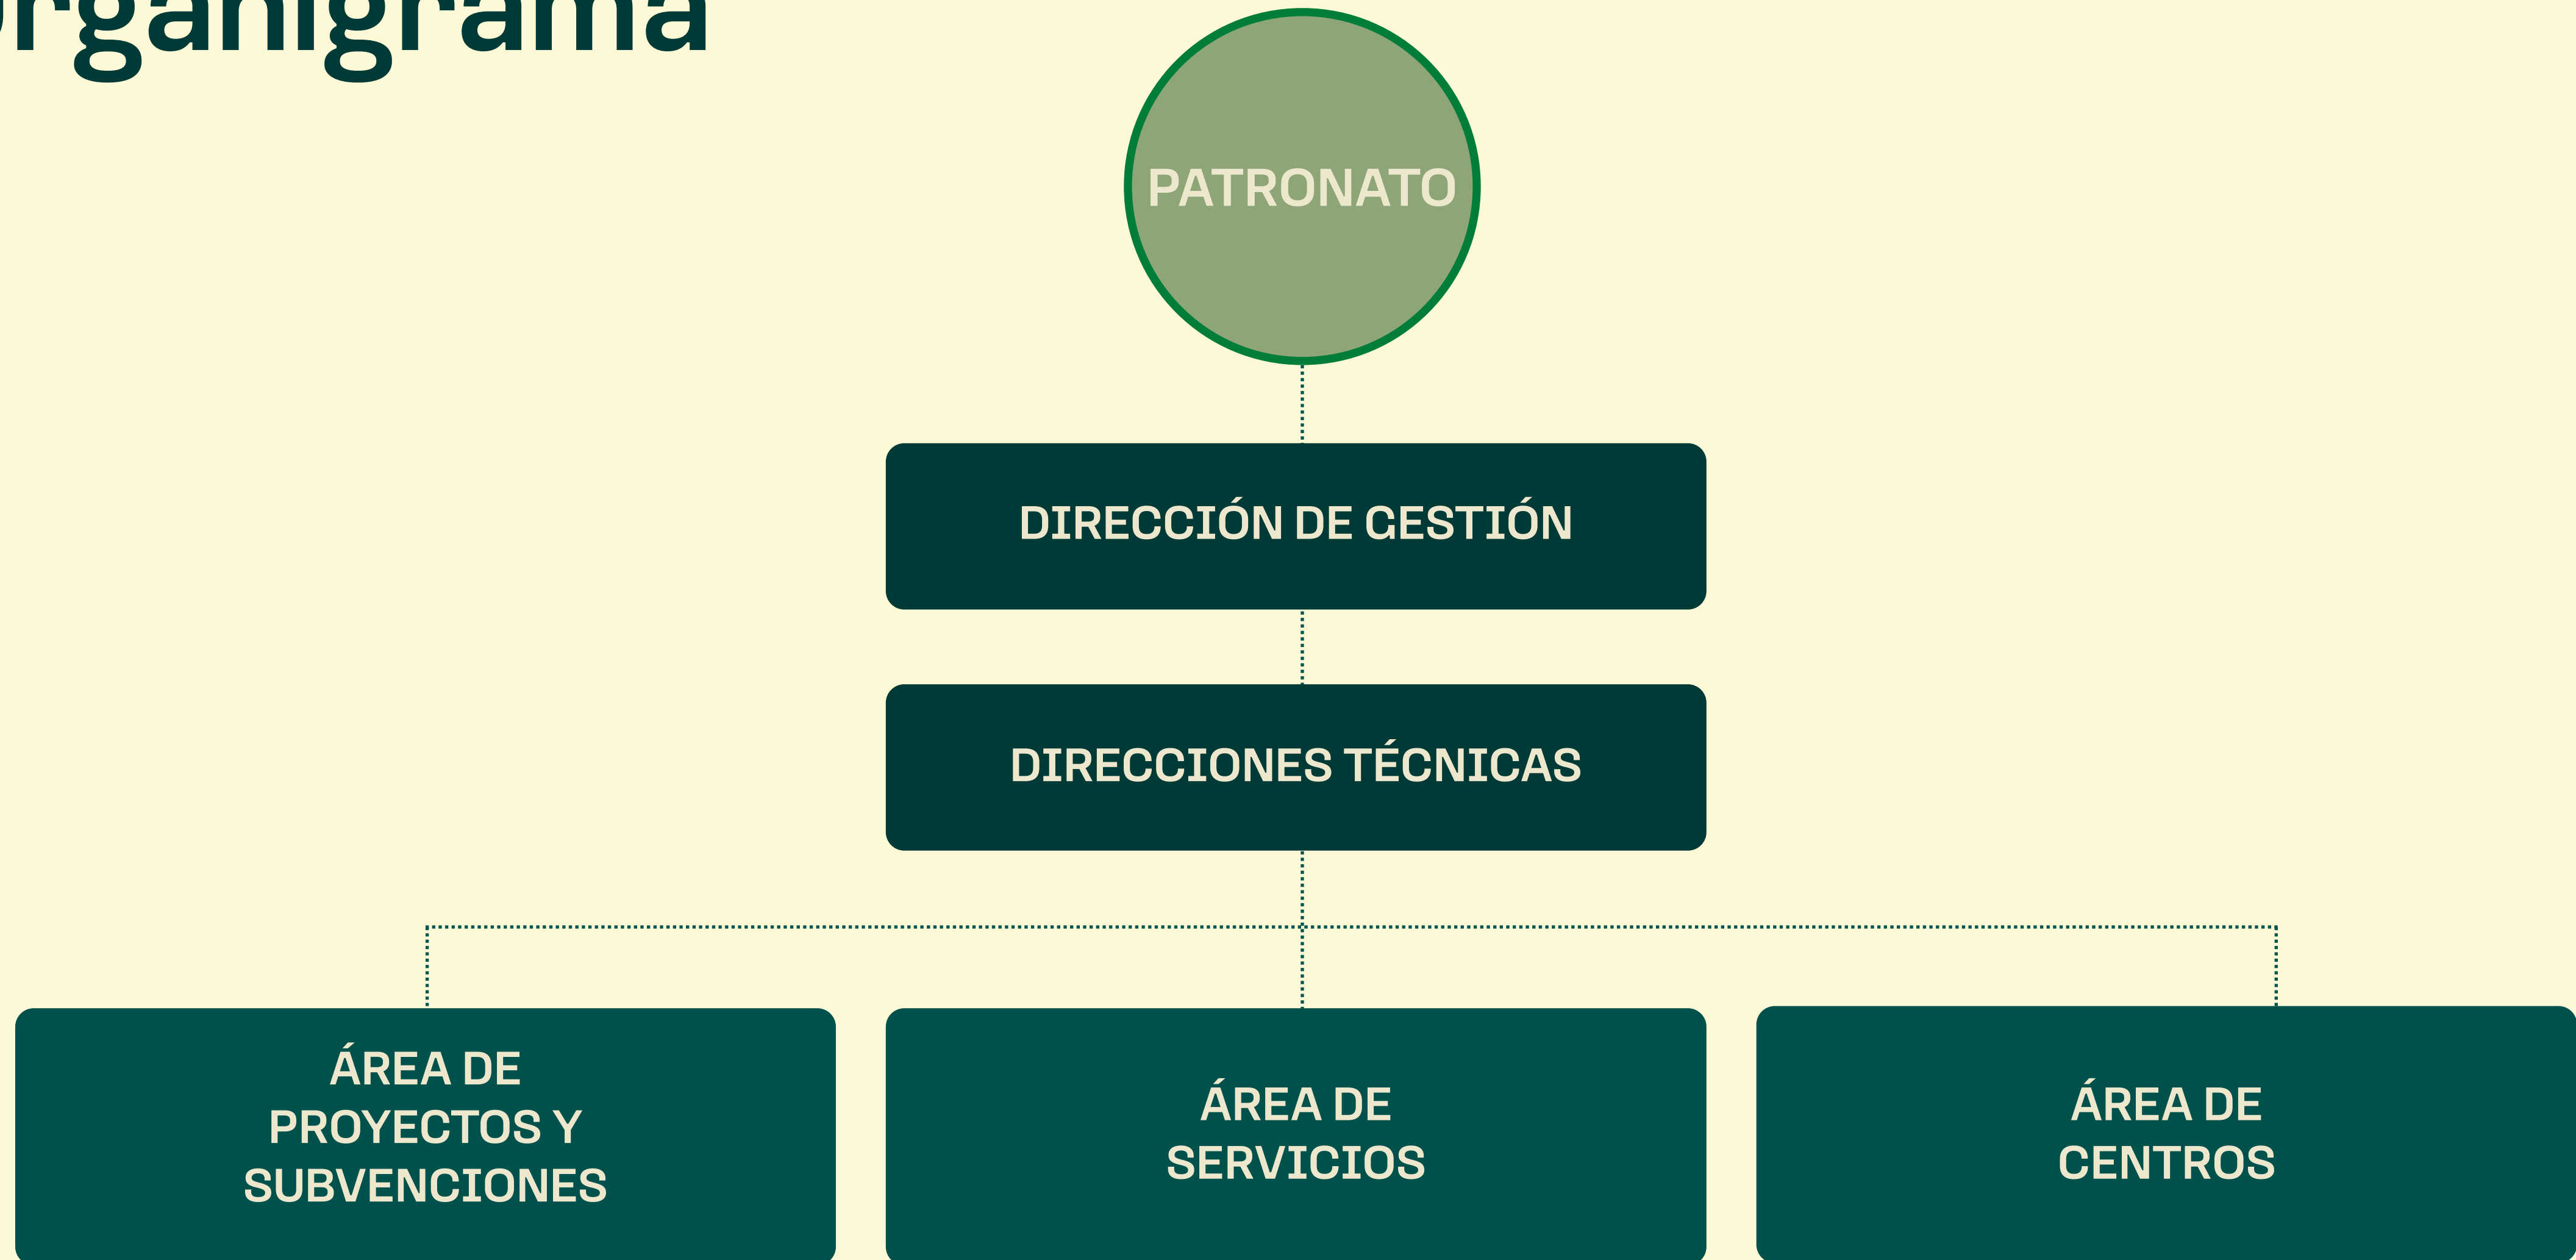 rganigrama
PATRONATO
DIRECCIÓN DE GESTIÓN
DIRECCIONES TÉCNICAS
ÁREA DE
PROYECTOS Y
SUBVENCIONES
ÁREA DE
SERVICIOS
ÁREA DE
CENTROS